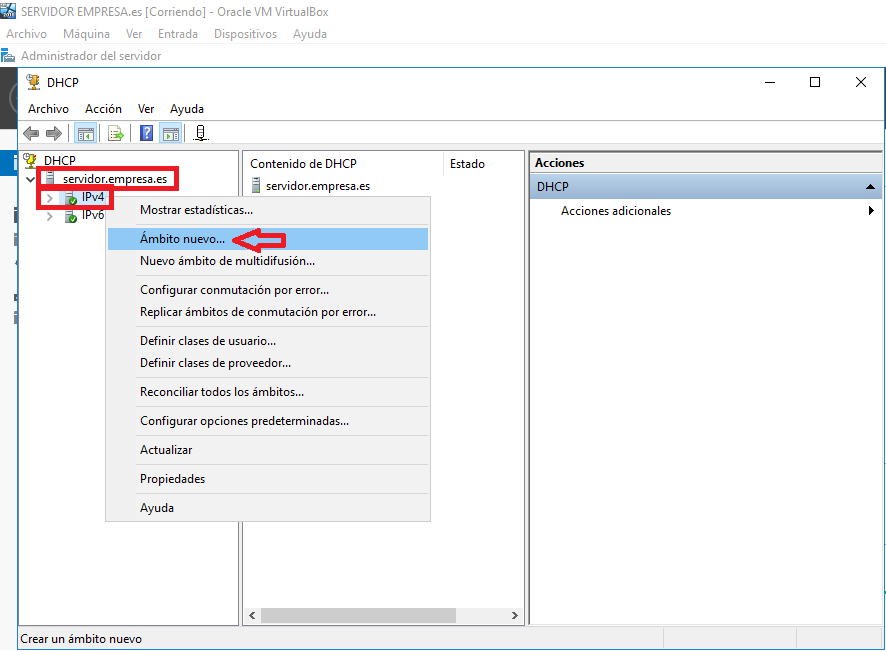 SERVIDOR EMPRESA.es [Corriendo] - Oracle VM VirtualBox
Archivo Máquina Ver Entrada Dispositivos Ayuda
Administrador del servidor
DHCP
Archivo Acción Ver Ayuda
DHCP
servidor.empresa.es
IPv4
IPv6
Mostrar estadísticas...
Ámbito nuevo...
Nuevo ámbito de multidifusión...
Configurar conmutación por error...
Replicar ámbitos de conmutación por error...
Definir clases de usuario...
Definir clases de proveedor...
Reconciliar todos los ámbitos...
Configurar opciones predeterminadas...
Actualizar
Propiedades
Ayuda
Contenido de DHCP Estado
servidor.empresa.es
Acciones
DHCP
Acciones adicionales
Crear un ámbito nuevo